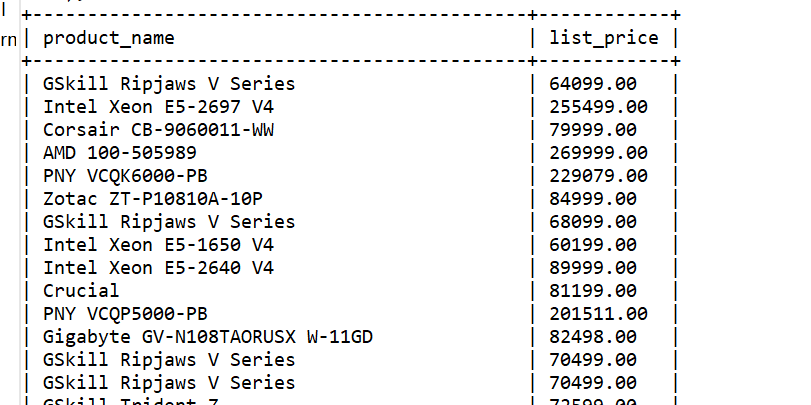 l
+-------------------------------------------+------------+
rn | product_name | list_price |
+-------------------------------------------+------------+
| GSkill Ripjaws V Series | 64099.00 |
| Intel Xeon E5-2697 V4 | 255499.00 |
| Corsair CB-9060011-WW | 79999.00 |
| AMD 100-505989 | 269999.00 |
| PNY VCQK6000-PB | 229079.00 |
| Zotac ZT-P10810A-10P | 84999.00 |
| GSkill Ripjaws V Series | 68099.00 |
| Intel Xeon E5-1650 V4 | 60199.00 |
| Intel Xeon E5-2640 V4 | 89999.00 |
| Crucial | 81199.00 |
| PNY VCQP5000-PB | 201511.00 |
| Gigabyte GV-N108TAORUSX W-11GD | 82498.00 |
| GSkill Ripjaws V Series | 70499.00 |
| GSkill Ripjaws V Series | 70499.00 |
| GSkill Trident Z | 72599.00 |